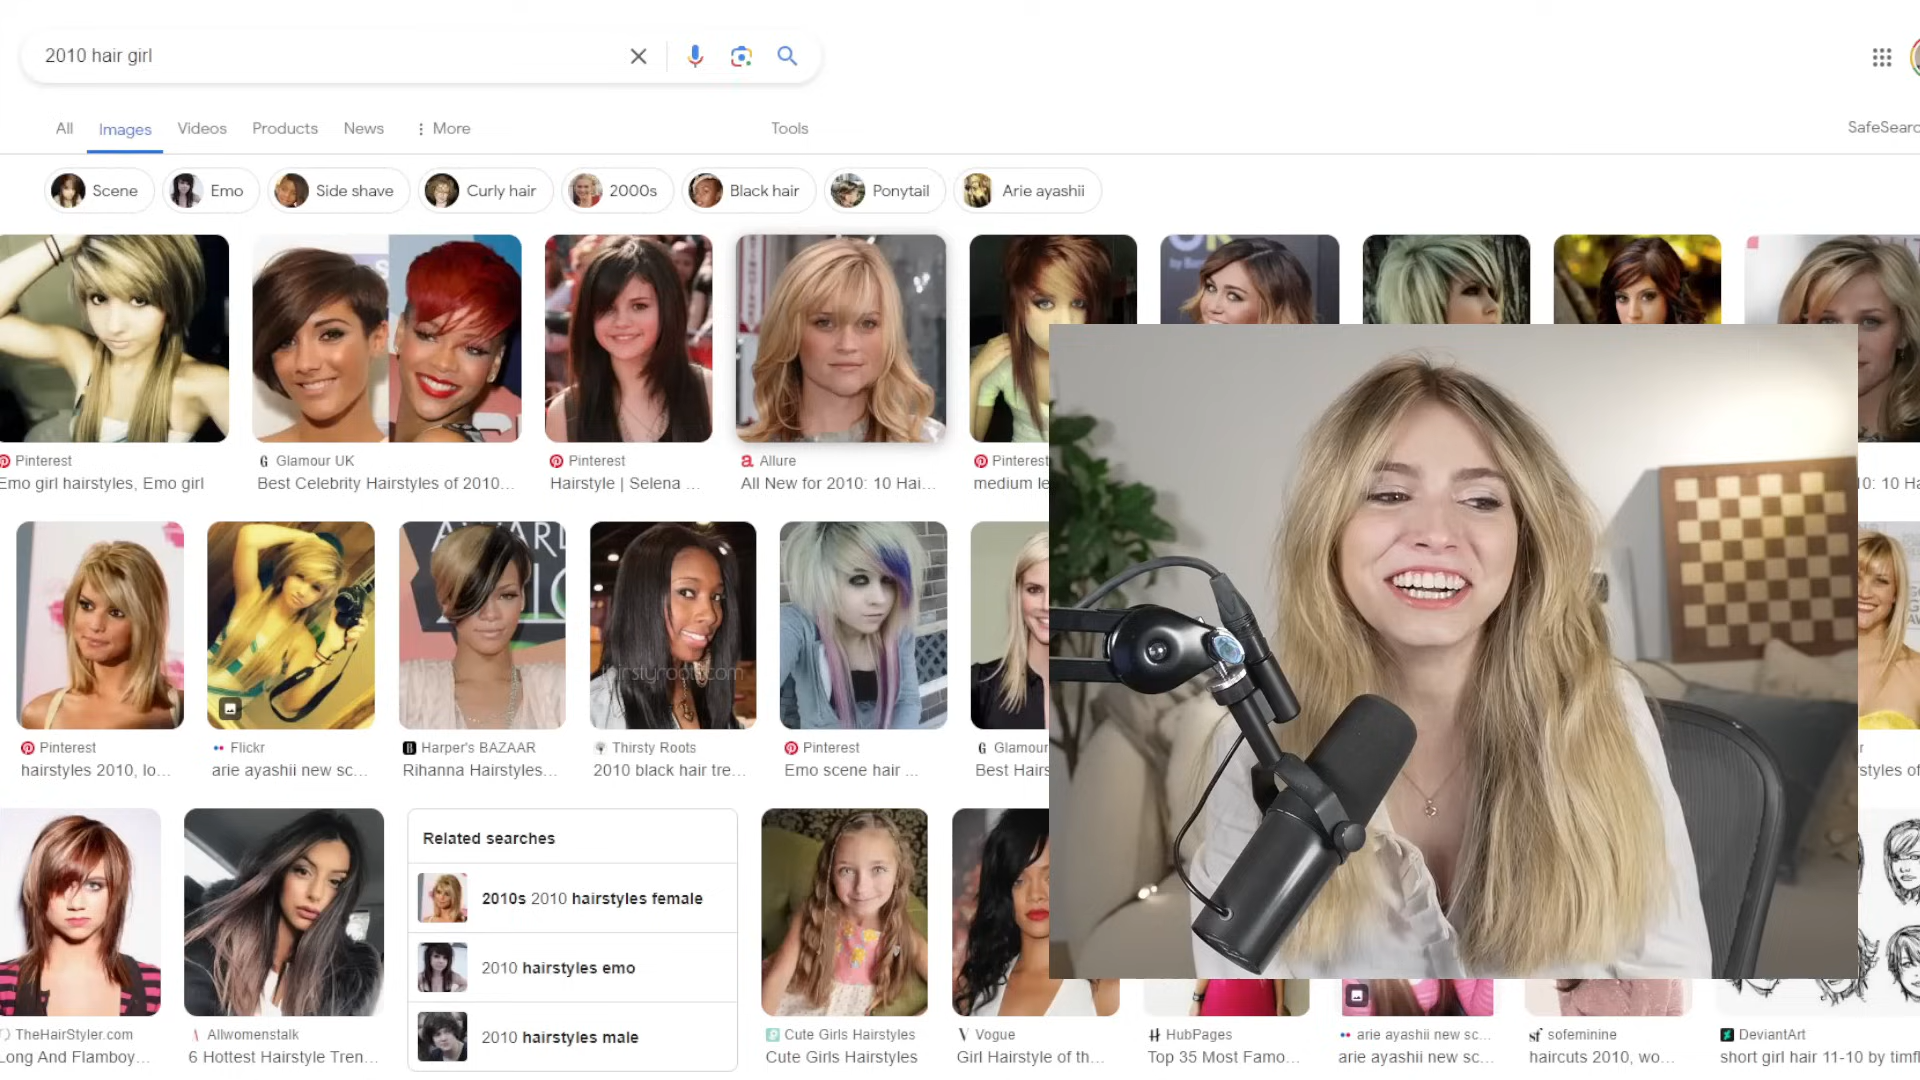 2010 hair girl
All Images Videos Products News More Tools SafeSearc
Scene Emo Side shave Curly hair 2000s Black hair Ponytail Arie ayashii
Pinterest Glamour UK Pinterest Allure Pinterest
Emo girl hairstyles, Emo girl Best Celebrity Hairstyles of 2010... Hairstyle | Selena ... All New for 2010: 10 Hai... medium le 10: 10 Ha
thirstyroots.com
Pinterest Flickr Harper's BAZAAR Thirsty Roots Pinterest Glamour
hairstyles 2010, lo... arie ayashii new sc... Rihanna Hairstyles... 2010 black hair tre... Emo scene hair ... Best Hairs styles of
Related searches
2010s 2010 hairstyles female
2010 hairstyles emo
2010 hairstyles male
TheHairStyler.com Allwomenstalk Cute Girls Hairstyles Vogue HubPages arie ayashii new sc... sofeminine DeviantArt
Long And Flamboy... 6 Hottest Hairstyle Tren... Cute Girls Hairstyles Girl Hairstyle of th... Top 35 Most Famo... arie ayashii new sc... haircuts 2010, wo... short girl hair 11-10 by timfl